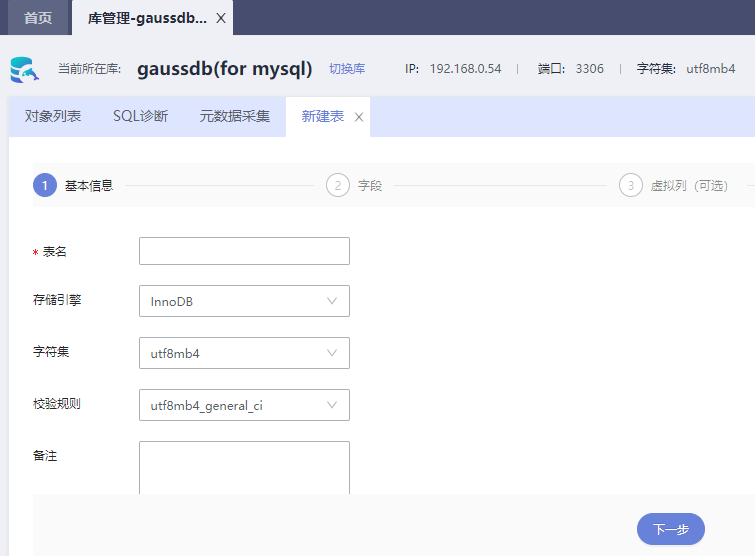 首页 库管理-gaussdb... X
当前所在库: gaussdb(for mysql) 切换库 IP: 192.168.0.54 端口: 3306 字符集: utf8mb4
对象列表 SQL诊断 元数据采集 新建表
1 基本信息 2 字段 3 虚拟列（可选）
* 表名
存储引擎 InnoDB
字符集 utf8mb4
校验规则 utf8mb4_general_ci
备注
下一步